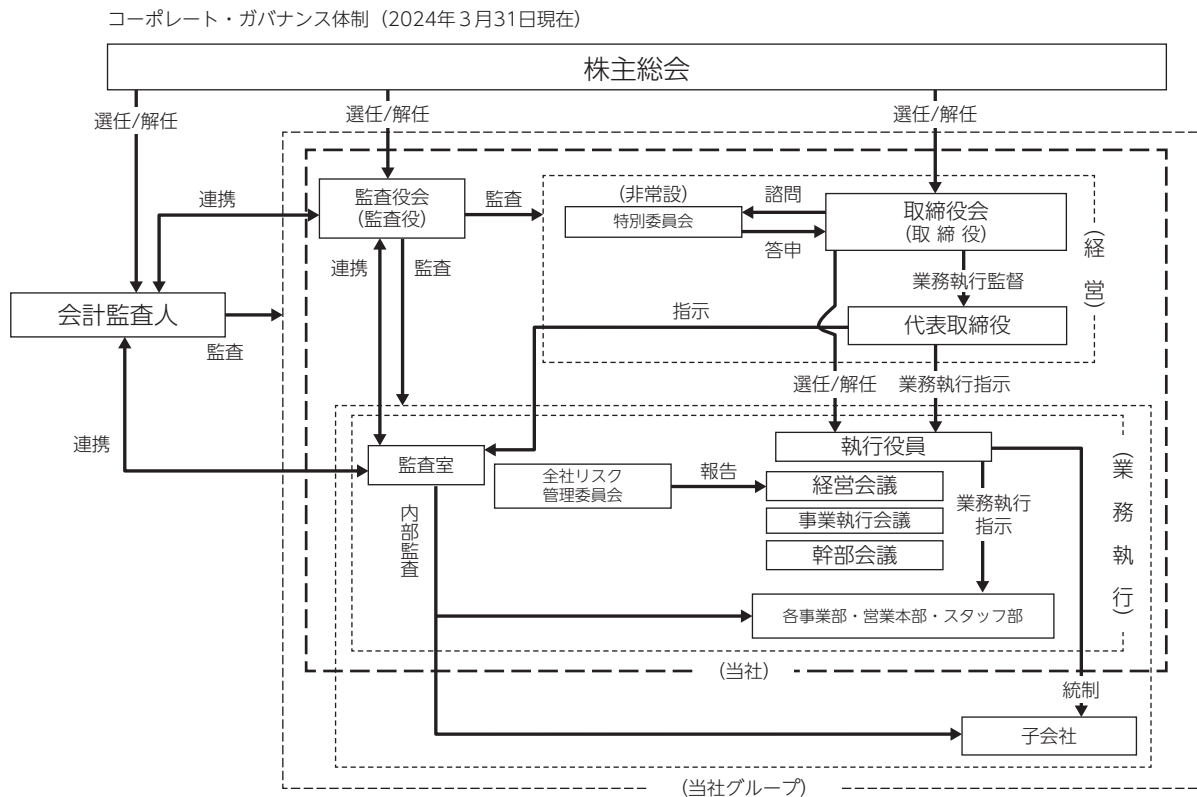 コーポレート・ガバナンス体制（2024年３月31日現在）
株主総会
選任/解任
選任/解任
選任/解任
監査役会
(監査役)
連携
監査
(非常設)
特別委員会
諮問
答申
取締役会
(取 締 役)
(経　営)
連携
監査
業務執行監督
会計監査人
監査
指示
代表取締役
選任/解任
業務執行指示
連携
監査室
執行役員
全社リスク
管理委員会
報告
経営会議
事業執行会議
幹部会議
業務執行
指示
(業　務　執　行)
内部監査
各事業部・営業本部・スタッフ部
(当社)
統制
子会社
(当社グループ)